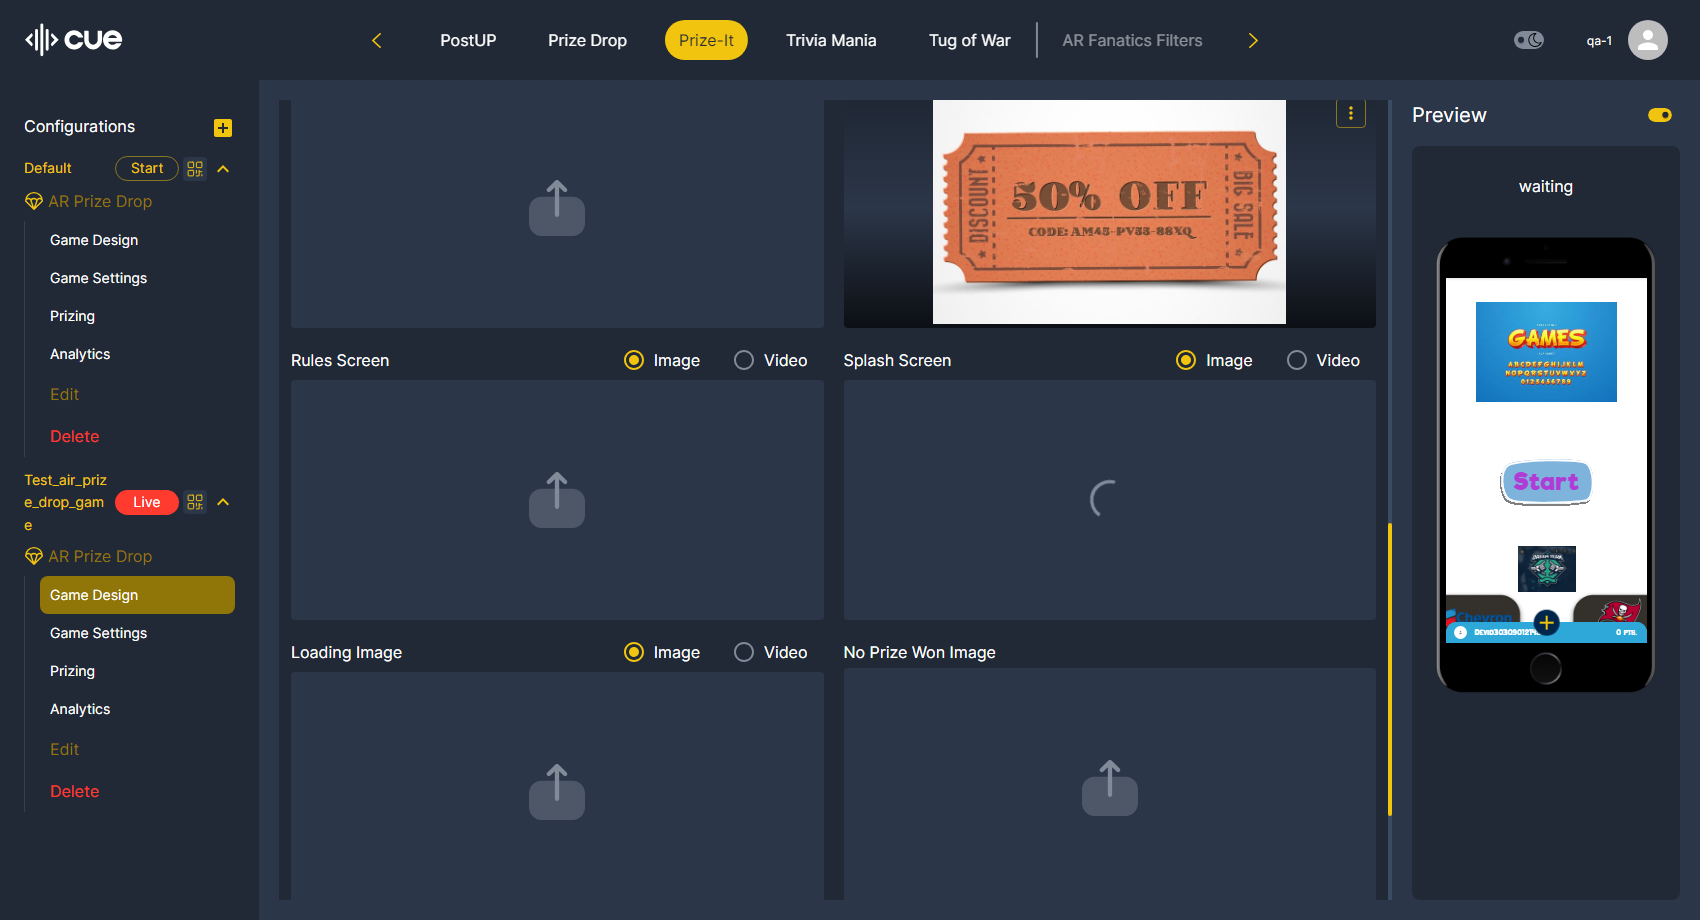 cue
PostUP
Prize Drop
Prize-It
Trivia Mania
Tug of War
AR Fanatics Filters
qa-1
Configurations
Default
Start
AR Prize Drop
Game Design
Game Settings
Prizing
Analytics
Edit
Delete
Test_air_priz
e_drop_gam
e
Live
AR Prize Drop
Game Design
Game Settings
Prizing
Analytics
Edit
Delete
DISCOUNT
50% OFF
CODE: AM45-PV55-88XQ
BIG SALE
Rules Screen
Image
Video
Splash Screen
Image
Video
Loading Image
Image
Video
No Prize Won Image
Preview
waiting
GAMES
ABCDEFGHIJKLM
NOPQRSTUVWXYZ
0123456789
Start
Chevron
0 PTS.